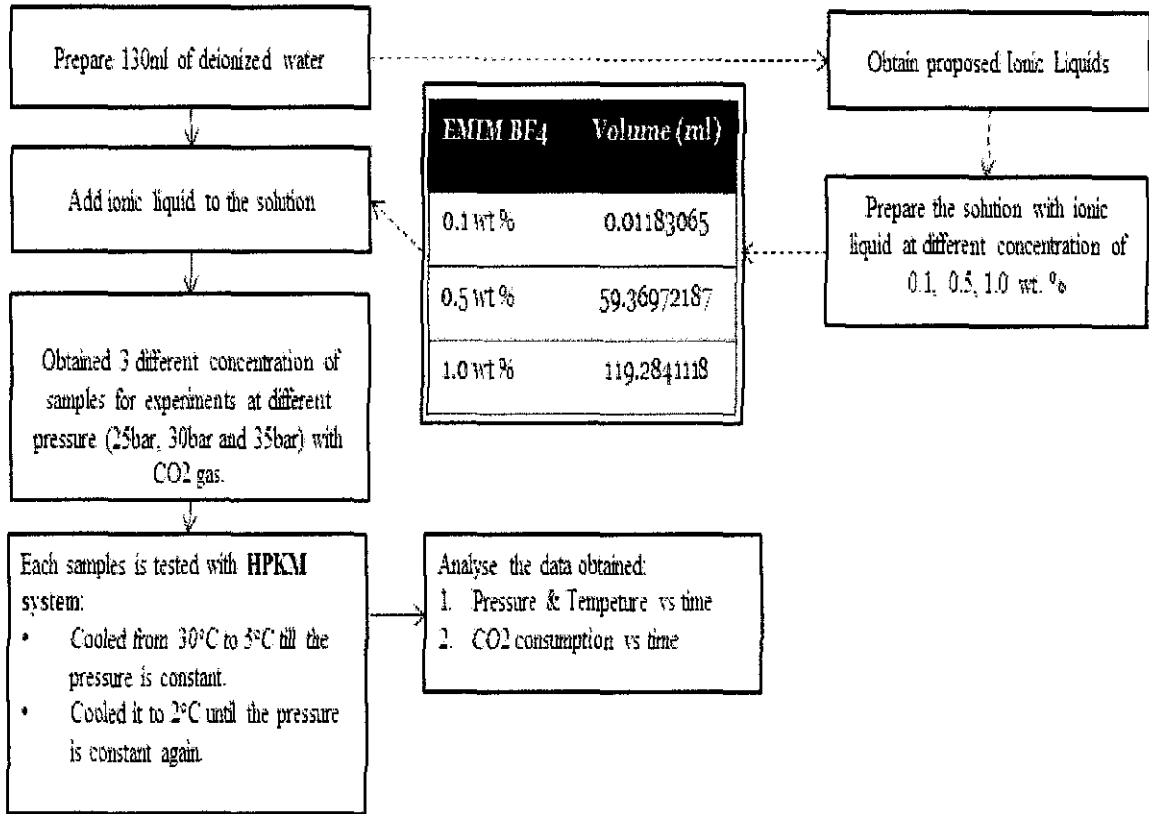 Prepare 130ml of deionized water
Obtain proposed Ionic Liquids
EMIM BF4 Volume (ml)
0.1 wt % 0.01183065
0.5 wt % 59.36972187
1.0 wt % 119.2841118
Add ionic liquid to the solution
Prepare the solution with ionic
liquid at different concentration of
0.1, 0.5, 1.0 wt. %
Obtained 3 different concentration of
samples for experiments at different
pressure (25bar, 30bar and 35bar) with
CO2 gas.
Each samples is tested with HPKM
system:
• Cooled from 30°C to 5°C till the
pressure is constant.
• Cooled it to 2°C until the pressure
is constant again.
Analyse the data obtained:
1. Pressure & Tempeture vs time
2. CO2 consumption vs time